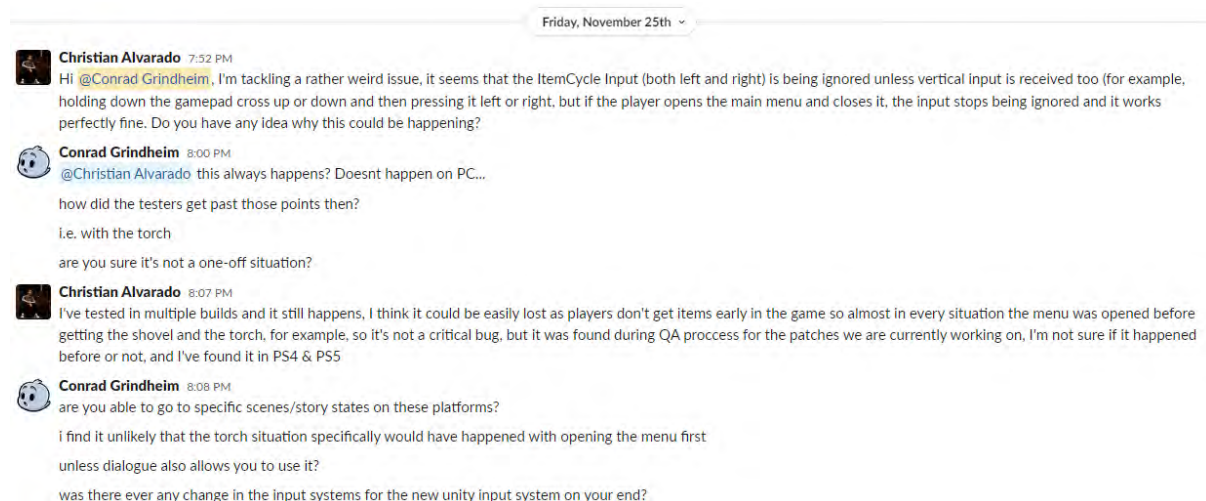 Friday, November 25th
Christian Alvarado 7:52 PM
Hi @Conrad Grindheim, I'm tackling a rather weird issue, it seems that the ItemCycle Input (both left and right) is being ignored unless vertical input is received too (for example,
holding down the gamepad cross up or down and then pressing it left or right, but if the player opens the main menu and closes it, the input stops being ignored and it works
perfectly fine. Do you have any idea why this could be happening?
Conrad Grindheim 8:00 PM
@Christian Alvarado this always happens? Doesnt happen on PC...
how did the testers get past those points then?
i.e. with the torch
are you sure it's not a one-off situation?
Christian Alvarado 8:07 PM
I've tested in multiple builds and it still happens, I think it could be easily lost as players don't get items early in the game so almost in every situation the menu was opened before
getting the shovel and the torch, for example, so it's not a critical bug, but it was found during QA proccess for the patches we are currently working on, I'm not sure if it happened
before or not, and I've found it in PS4 & PS5
Conrad Grindheim 8:08 PM
are you able to go to specific scenes/story states on these platforms?
i find it unlikely that the torch situation specifically would have happened with opening the menu first
unless dialogue also allows you to use it?
was there ever any change in the input systems for the new unity input system on your end?